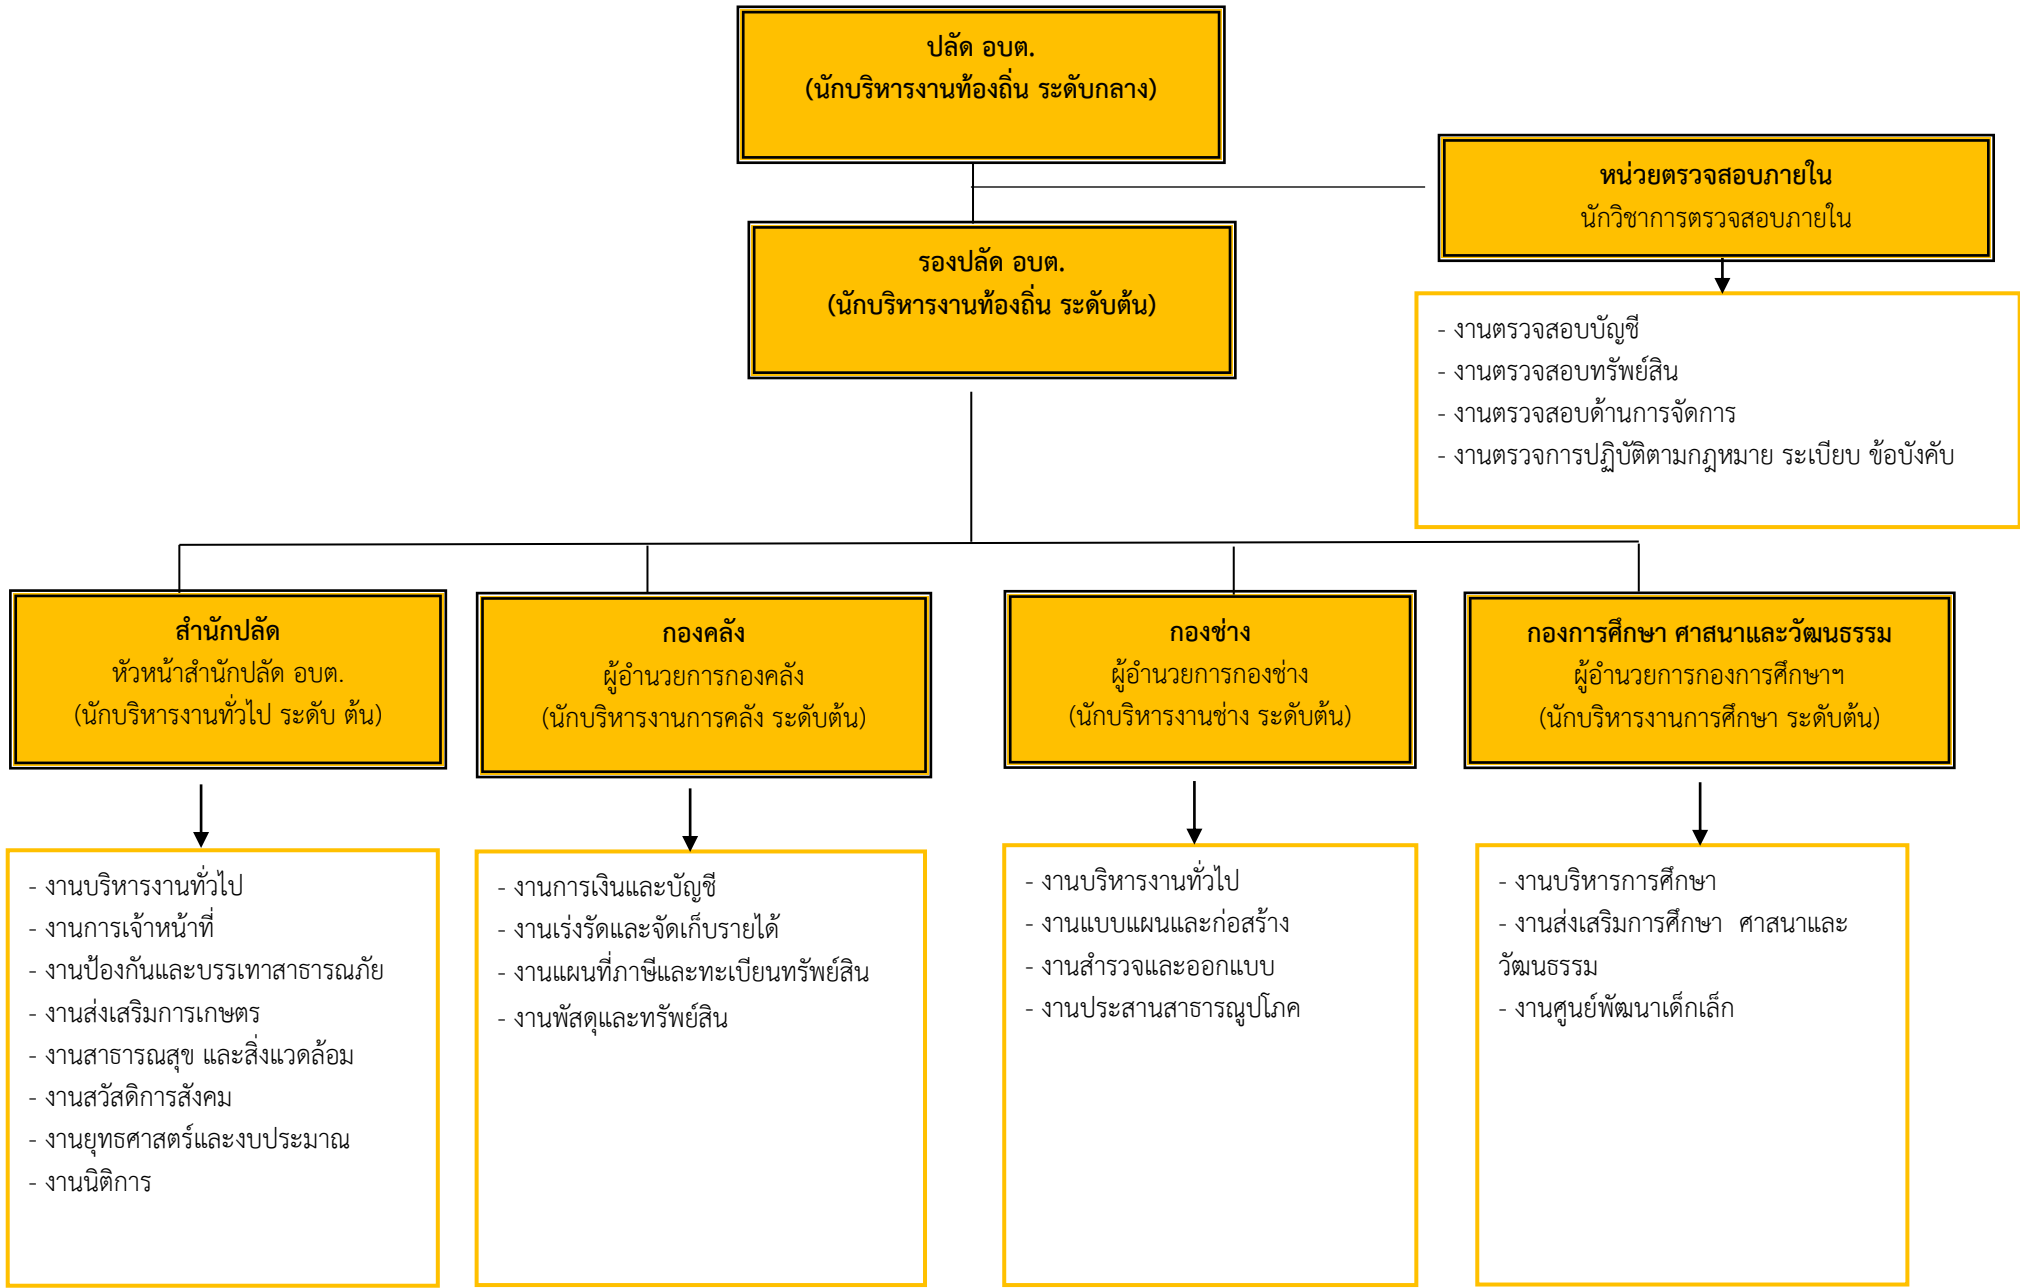 ปลัด อบต.
(นักบริหารงานท้องถิ่น ระดับกลาง)
หน่วยตรวจสอบภายใน
นักวิชาการตรวจสอบภายใน
รองปลัด อบต.
(นักบริหารงานท้องถิ่น ระดับต้น)
- งานตรวจสอบบัญชี
- งานตรวจสอบทรัพย์สิน
- งานตรวจสอบด้านการจัดการ
- งานตรวจการปฏิบัติตามกฎหมาย ระเบียบ ข้อบังคับ
สำนักปลัด
หัวหน้าสำนักปลัด อบต.
(นักบริหารงานทั่วไป ระดับ ต้น)
กองคลัง
ผู้อำนวยการกองคลัง
(นักบริหารงานการคลัง ระดับต้น)
กองช่าง
ผู้อำนวยการกองช่าง
(นักบริหารงานช่าง ระดับต้น)
กองการศึกษา ศาสนาและวัฒนธรรม
ผู้อำนวยการกองการศึกษาฯ
(นักบริหารงานการศึกษา ระดับต้น)
- งานบริหารงานทั่วไป
- งานการเจ้าหน้าที่
- งานป้องกันและบรรเทาสาธารณภัย
- งานส่งเสริมการเกษตร
- งานสาธารณสุข และสิ่งแวดล้อม
- งานสวัสดิการสังคม
- งานยุทธศาสตร์และงบประมาณ
- งานนิติการ
- งานการเงินและบัญชี
- งานเร่งรัดและจัดเก็บรายได้
- งานแผนที่ภาษีและทะเบียนทรัพย์สิน
- งานพัสดุและทรัพย์สิน
- งานบริหารงานทั่วไป
- งานแบบแผนและก่อสร้าง
- งานสำรวจและออกแบบ
- งานประสานสาธารณูปโภค
- งานบริหารการศึกษา
- งานส่งเสริมการศึกษา  ศาสนาและ
วัฒนธรรม
- งานศูนย์พัฒนาเด็กเล็ก